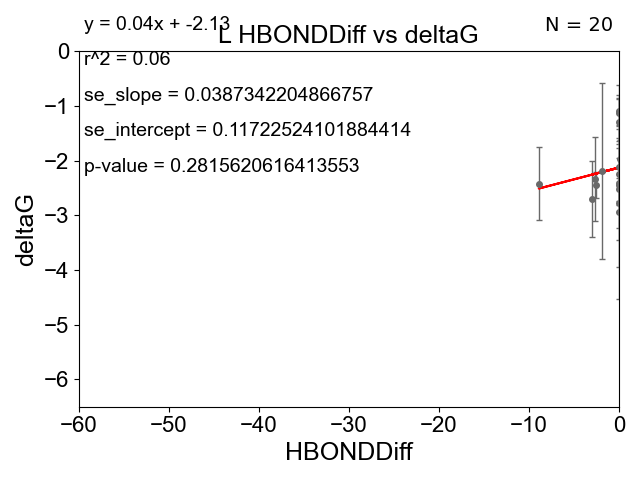 y = 0.04x + -2.13
N = 20
L HBONDDiff vs deltaG
r^2 = 0.06
se_slope = 0.0387342204866757
se_intercept = 0.11722524101884414
p-value = 0.2815620616413553
0
−1
−2
−3
−4
−5
−6
deltaG
−60
−50
−40
−30
−20
−10
0
HBONDDiff